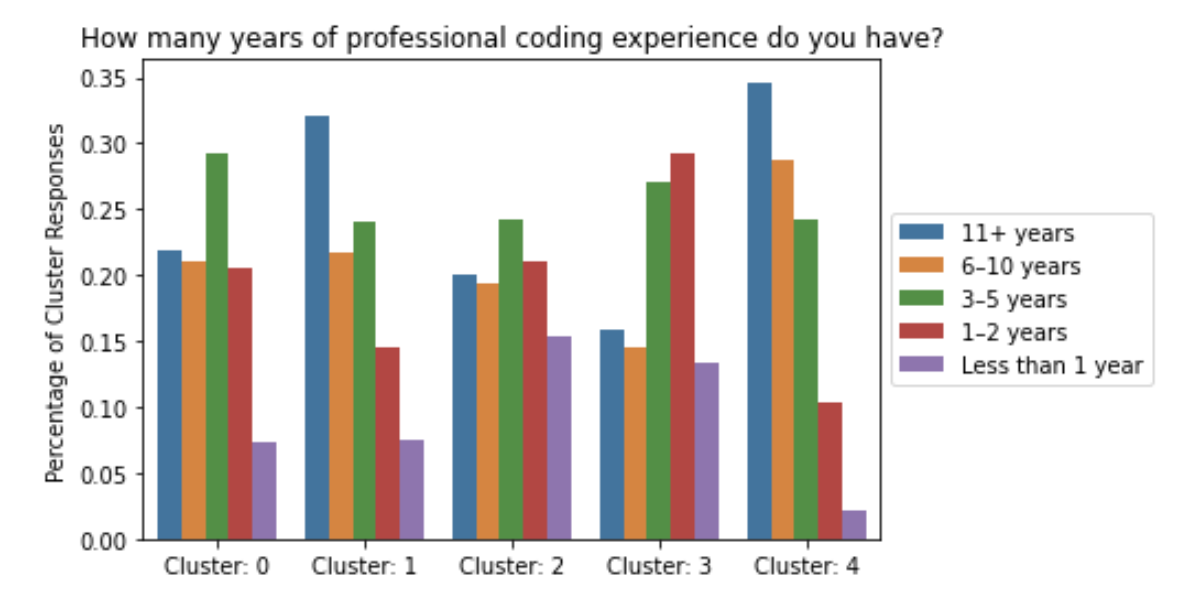 How many years of professional coding experience do you have?
Percentage of Cluster Responses
0.35
0.30
0.25
0.20
0.15
0.10
0.05
0.00
Cluster: 0
Cluster: 1
Cluster: 2
Cluster: 3
Cluster: 4
11+ years
6–10 years
3–5 years
1–2 years
Less than 1 year